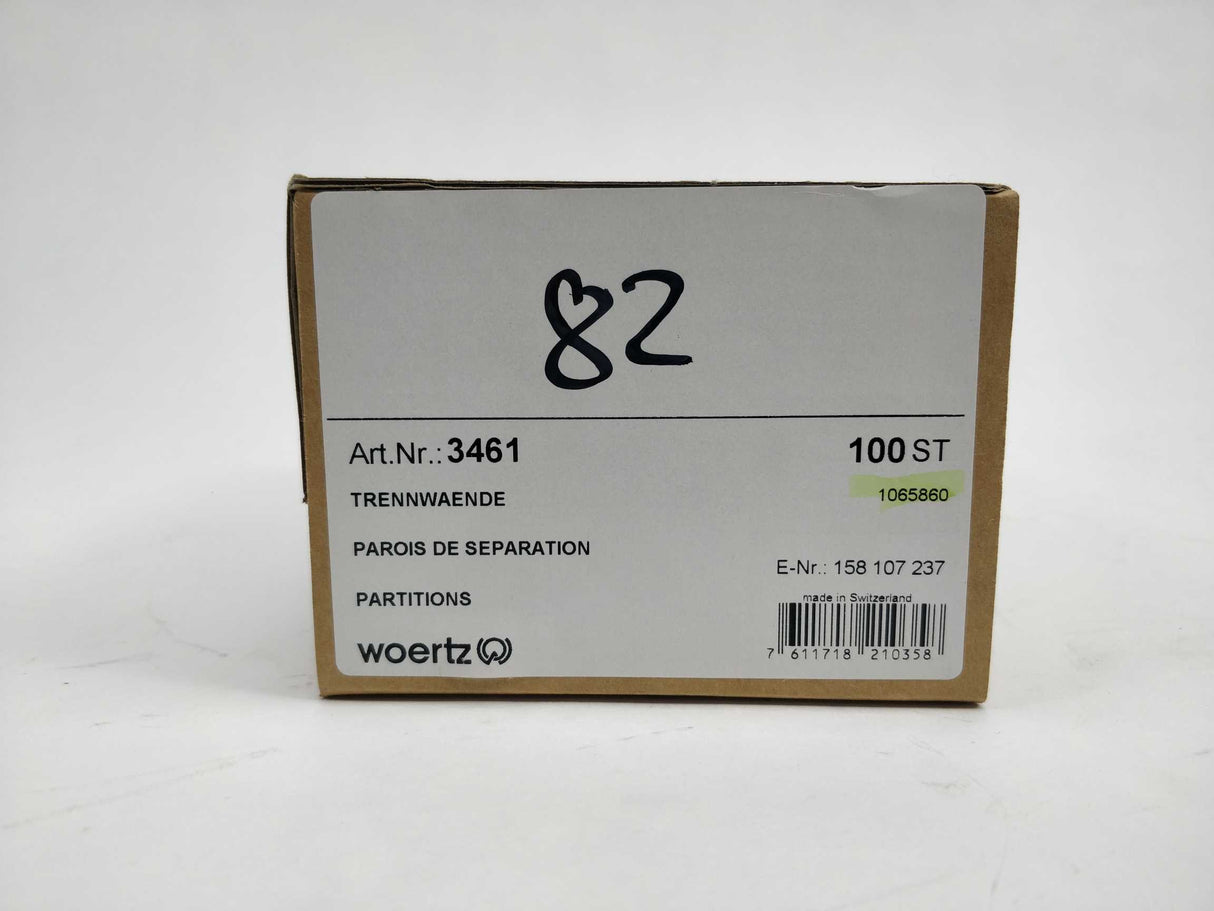 82
Art.Nr.: 3461
100 ST
TRENNWAENDE
1065860
PAROIS DE SEPARATION
E-Nr.: 158 107 237
PARTITIONS
made in Switzerland
woertz
7 611718 210358